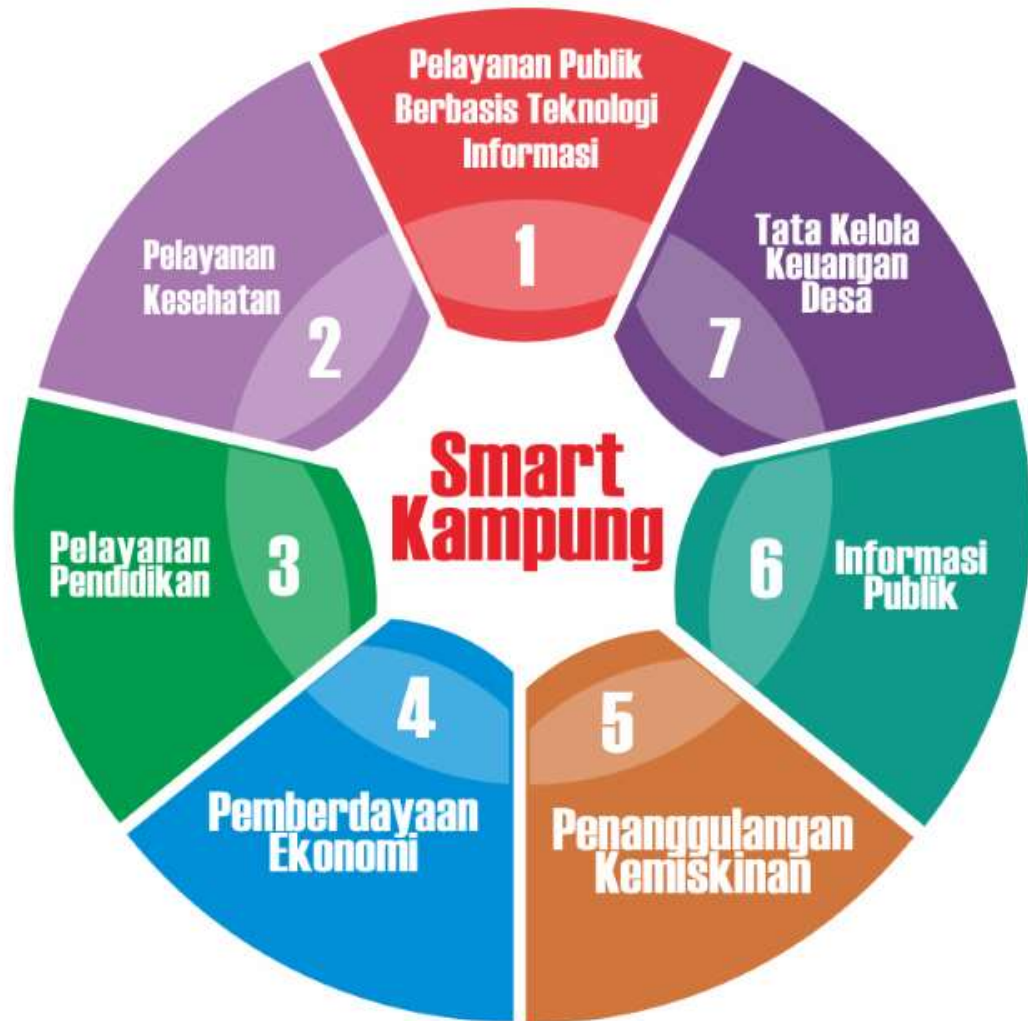 Pelayanan Publik
Berbasis Teknologi
Informasi
1
Pelayanan
Kesehatan
2
Pelayanan
Pendidikan
3
Pemberdayaan
Ekonomi
4
Penanggulangan
Kemiskinan
5
Informasi
Publik
6
Tata Kelola
Keuangan
Desa
7
Smart
Kampung